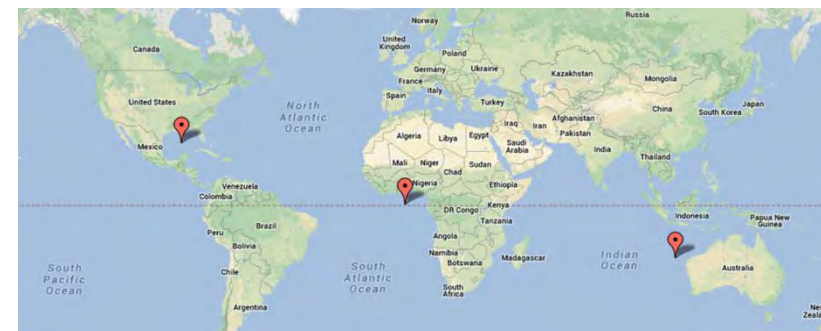 Norway
Russia
Canada
United
Kingdom
Poland
Germany
Ukraine
France
Kazakhstan
Mongolia
Italy
Spain
Turkey
United States
North
Atlantic
Ocean
China
South Korea
Japan
Iraq
Iran
Afghanistan
Pakistan
Algeria
Libya
Egypt
Saudi
Arabia
Mexico
India
Thailand
Mali
Niger
Chad
Sudan
Venezuela
Nigeria
Ethiopia
Colombia
DR Congo
Kenya
Indonesia
Papua New
Guinea
Tanzania
Peru
Brazil
Angola
Bolivia
Namibia
Botswana
Madagascar
Indian
Ocean
South
Pacific
Ocean
Chile
South
Atlantic
Ocean
Australia
South
Africa
Argentina
Ne
Zeal